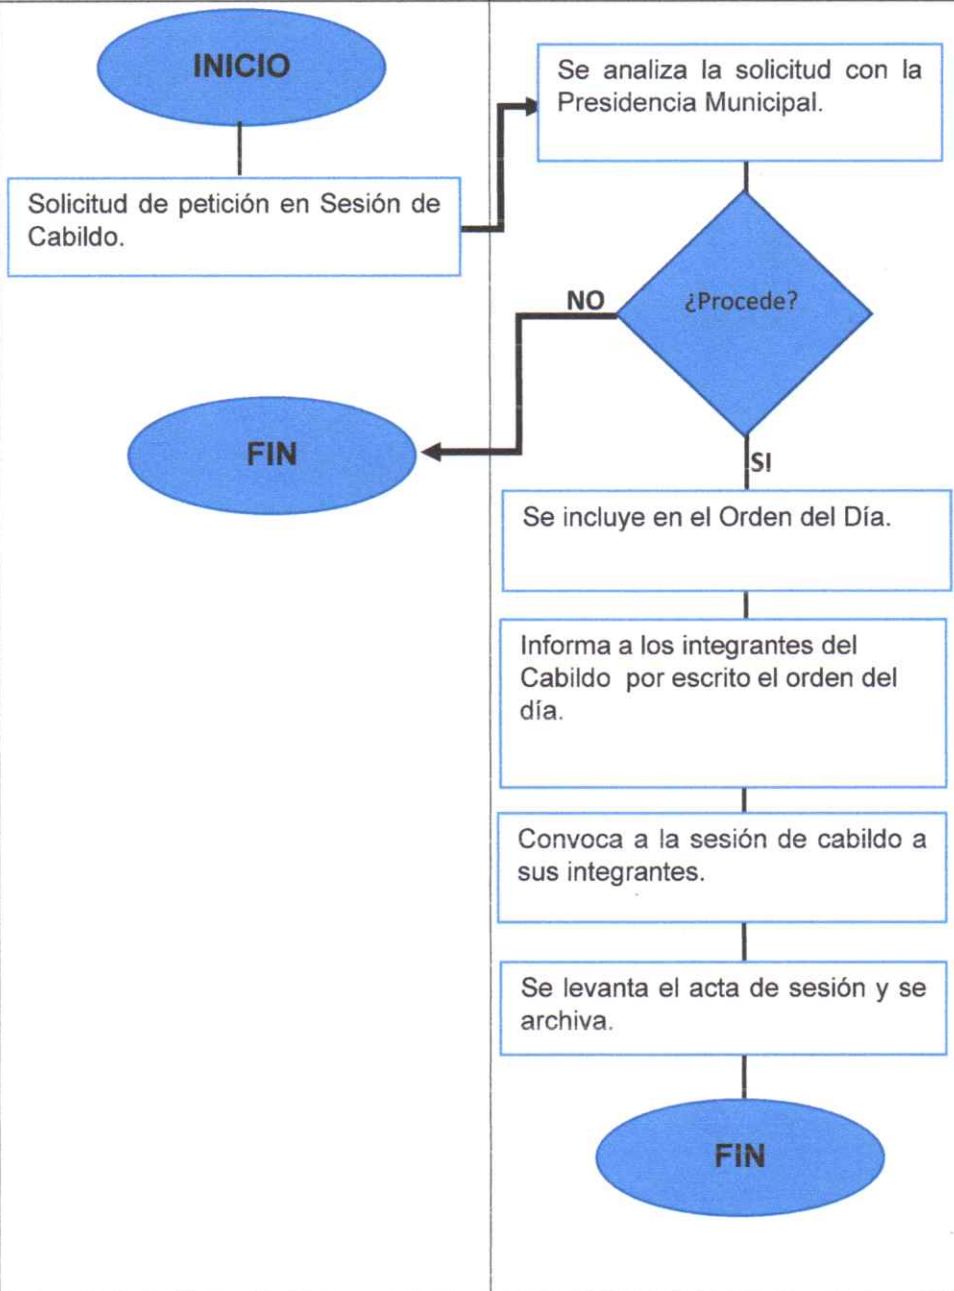 INICIO
Solicitud de petición en Sesión de
Cabildo.
Se analiza la solicitud con la
Presidencia Municipal.
¿Procede?
NO
FIN
SI
Se incluye en el Orden del Día.
Informa a los integrantes del
Cabildo por escrito el orden del
día.
Convoca a la sesión de cabildo a
sus integrantes.
Se levanta el acta de sesión y se
archiva.
FIN